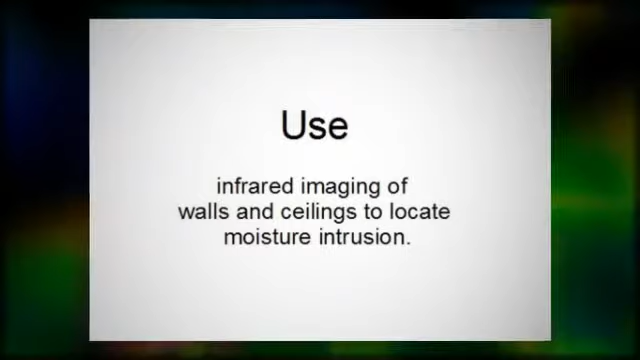 Use
infrared imaging of
walls and ceilings to locate
moisture intrusion.